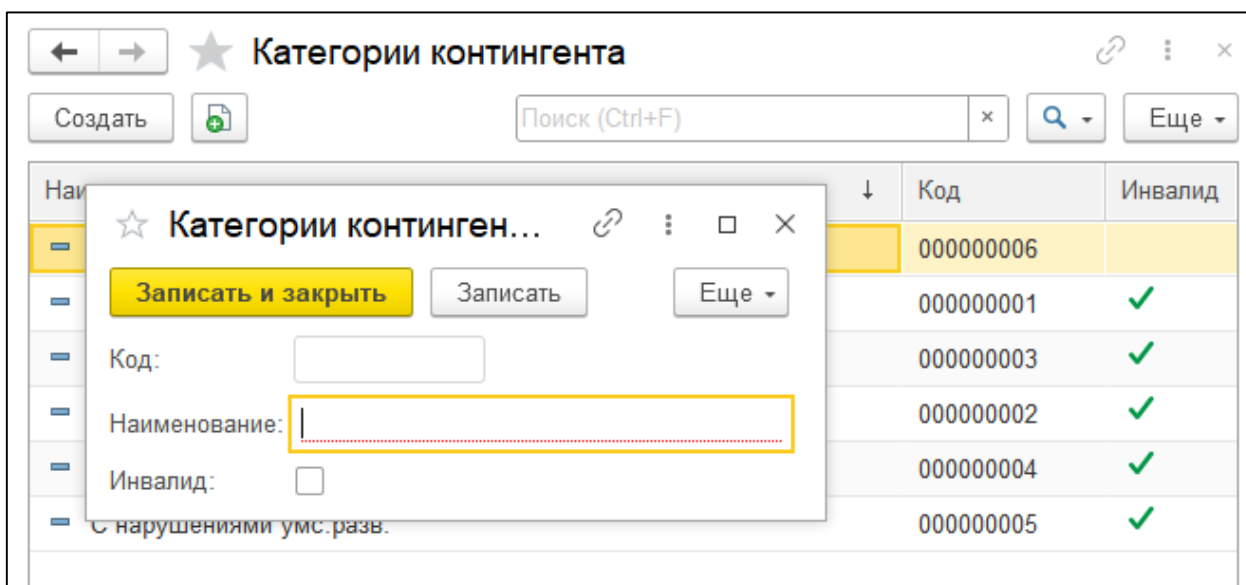 Категории контингента
Создать
Поиск (Ctrl+F)
×
Еще
Наи
Код
Инвалид
Категории континген...
000000006
Записать и закрыть
Записать
Еще
000000001
Код:
000000003
Наименование:
000000002
Инвалид:
000000004
С нарушениями умс.разв.
000000005